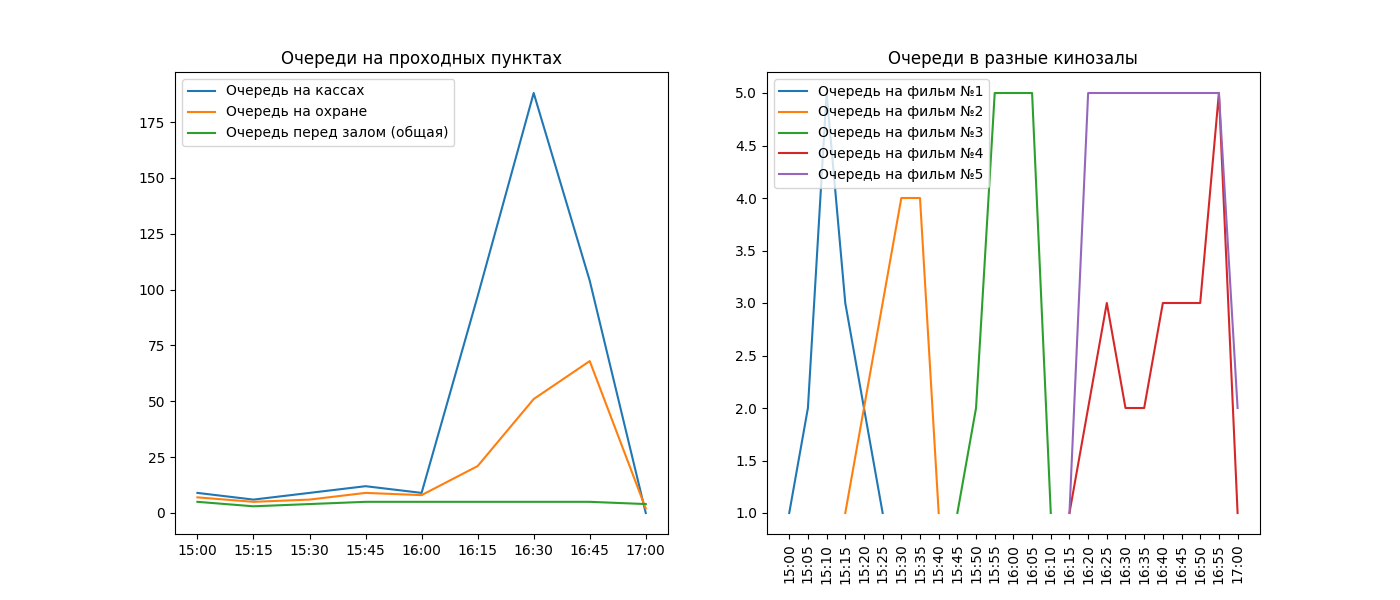 Очереди на проходных пунктах
Очередь на кассах
Очередь на охране
Очередь перед залом (общая)
175
150
125
100
75
50
25
0
15:00 15:15 15:30 15:45 16:00 16:15 16:30 16:45 17:00
Очереди в разные кинозалы
Очередь на фильм №1
Очередь на фильм №2
Очередь на фильм №3
Очередь на фильм №4
Очередь на фильм №5
5.0
4.5
4.0
3.5
3.0
2.5
2.0
1.5
1.0
15:00 15:05 15:10 15:15 15:20 15:25 15:30 15:35 15:40 15:45 15:50 15:55 16:00 16:05 16:10 16:15 16:20 16:25 16:30 16:35 16:40 16:45 16:50 16:55 17:00